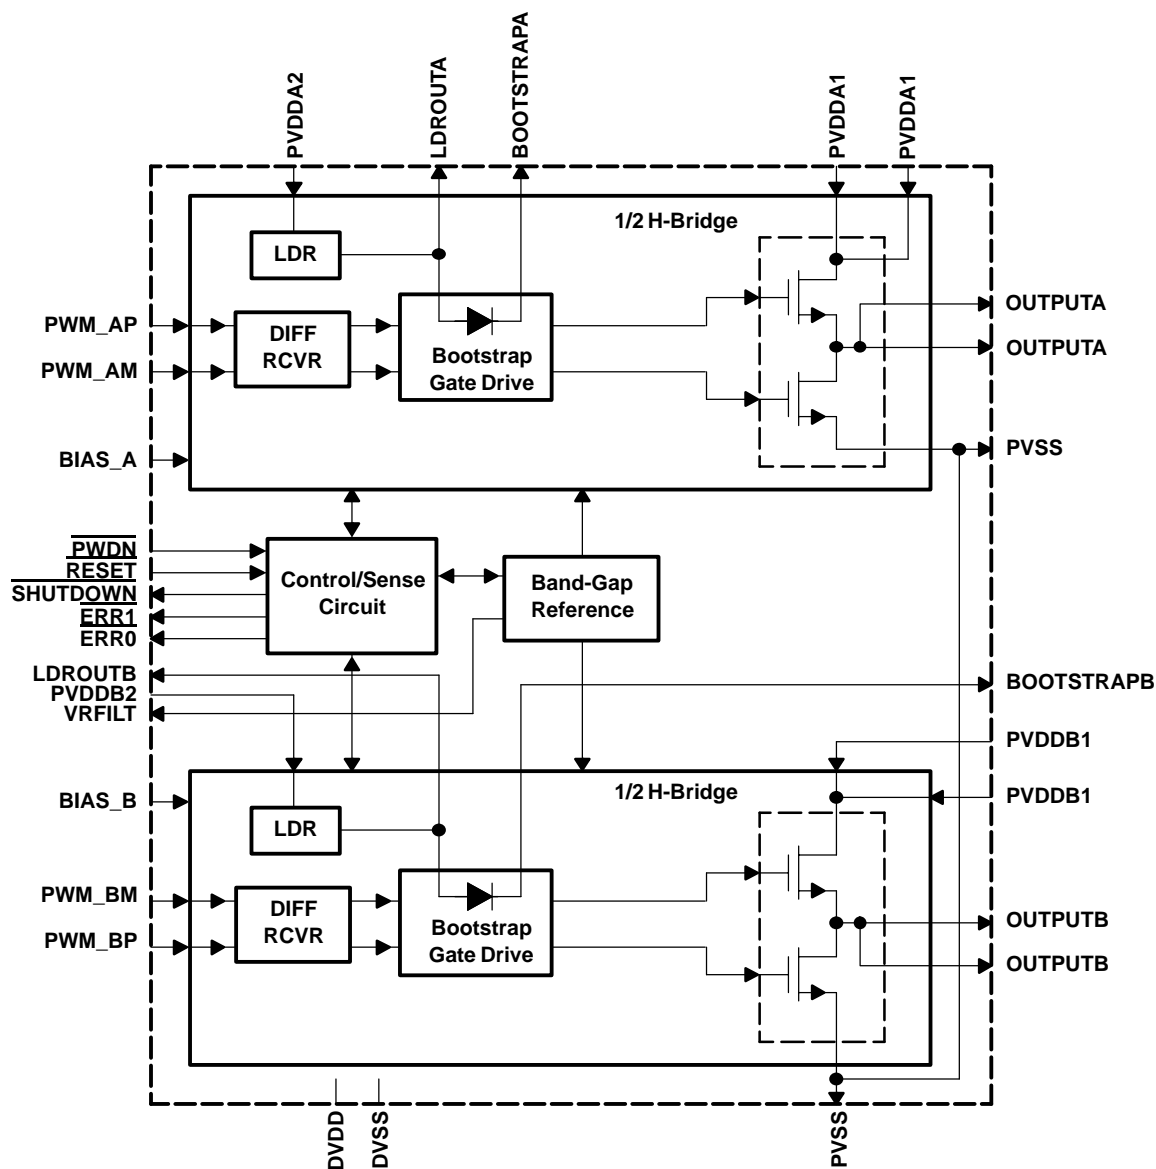 PVDDA2
LDROUTA
BOOTSTRAPA
PVDDA1
PVDDA1
1/2 H-Bridge
LDR
PWM_AP
PWM_AM
DIFF
RCVR
Bootstrap
Gate Drive
OUTPUTA
OUTPUTA
BIAS_A
PVSS
PWDN
RESET
SHUTDOWN
ERR1
ERR0
Control/Sense
Circuit
Band-Gap
Reference
LDROUTB
PVDDB2
VRFILT
BOOTSTRAPB
PVDDB1
PVDDB1
BIAS_B
1/2 H-Bridge
LDR
PWM_BM
PWM_BP
DIFF
RCVR
Bootstrap
Gate Drive
OUTPUTB
OUTPUTB
DVDD
DVSS
PVSS